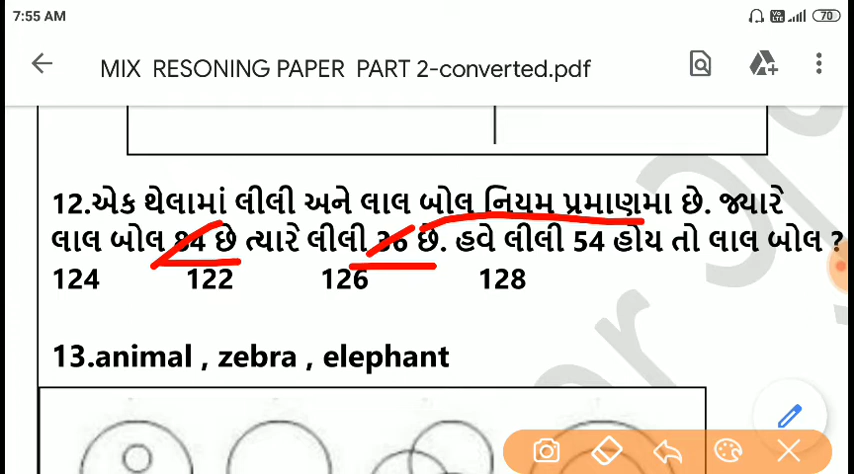 7:55 AM
70
MIX RESONING PAPER PART 2-converted.pdf
12.એક થેલામાં લીલી અને લાલ બોલ નિયમ પ્રમાણમા છે. જ્યારે
લાલ બોલ 84 છે ત્યારે લીલી 36 છે. હવે લીલી 54 હોય તો લાલ બોલ ?
124 122 126 128
13.animal , zebra , elephant